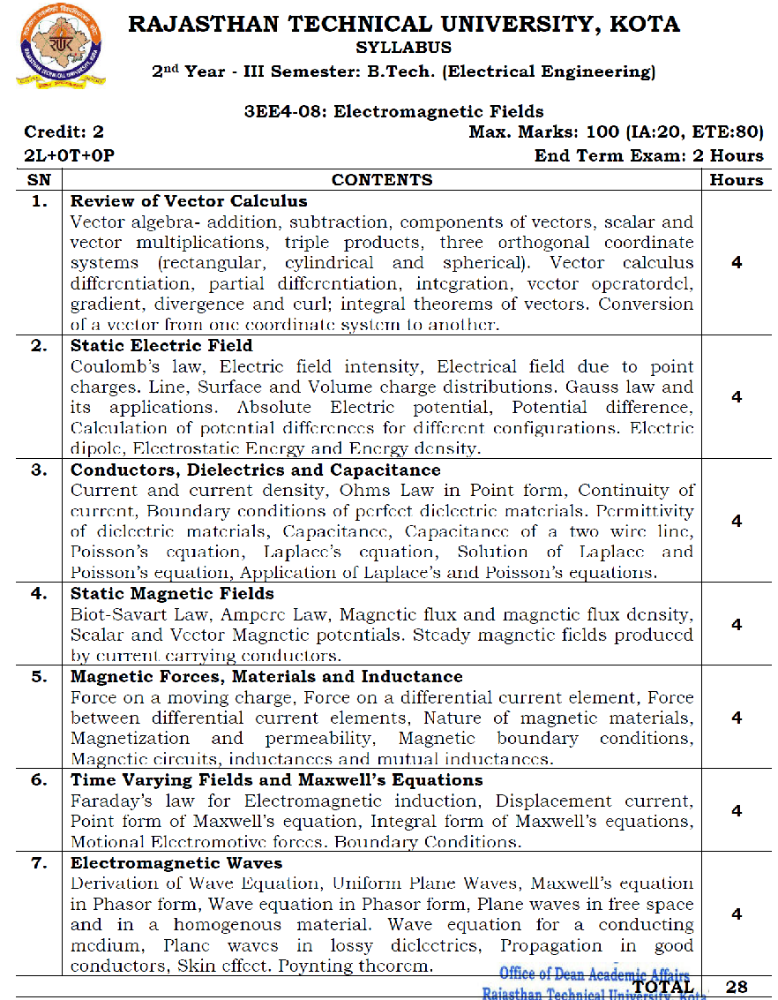 RAJASTHAN TECHNICAL UNIVERSITY, KOTA
SYLLABUS
2nd Year - III Semester: B.Tech. (Electrical Engineering)
3EE4-08: Electromagnetic Fields
Credit: 2 Max. Marks: 100 (IA:20, ETE:80)
2L+0T+0P End Term Exam: 2 Hours
SN CONTENTS Hours
1. Review of Vector Calculus
Vector algebra- addition, subtraction, components of vectors, scalar and
vector multiplications, triple products, three orthogonal coordinate
systems (rectangular, cylindrical and spherical). Vector calculus 4
differentiation, partial differentiation, integration, vector operatordel,
gradient, divergence and curl; integral theorems of vectors. Conversion
of a vector from one coordinate system to another.
2. Static Electric Field
Coulomb's law, Electric field intensity, Electrical field due to point
charges. Line, Surface and Volume charge distributions. Gauss law and 4
its applications. Absolute Electric potential, Potential difference,
Calculation of potential differences for different configurations. Electric
dipole, Electrostatic Energy and Energy density.
3. Conductors, Dielectrics and Capacitance
Current and current density, Ohms Law in Point form, Continuity of
current, Boundary conditions of perfect dielectric materials. Permittivity 4
of dielectric materials, Capacitance, Capacitance of a two wire line,
Poisson's equation, Laplace's equation, Solution of Laplace and
Poisson's equation, Application of Laplace's and Poisson's equations.
4. Static Magnetic Fields
Biot-Savart Law, Ampere Law, Magnetic flux and magnetic flux density, 4
Scalar and Vector Magnetic potentials. Steady magnetic fields produced
by current carrying conductors.
5. Magnetic Forces, Materials and Inductance
Force on a moving charge, Force on a differential current element, Force
between differential current elements, Nature of magnetic materials, 4
Magnetization and permeability, Magnetic boundary conditions,
Magnetic circuits, inductances and mutual inductances.
6. Time Varying Fields and Maxwell's Equations
Faraday's law for Electromagnetic induction, Displacement current, 4
Point form of Maxwell's equation, Integral form of Maxwell's equations,
Motional Electromotive forces. Boundary Conditions.
7. Electromagnetic Waves
Derivation of Wave Equation, Uniform Plane Waves, Maxwell's equation
in Phasor form, Wave equation in Phasor form, Plane waves in free space
and in a homogenous material. Wave equation for a conducting 4
medium, Plane waves in lossy dielectrics, Propagation in good
conductors, Skin effect. Poynting theorem.
Office of Dean Academic Affairs
TOTAL 28
Rajasthan Technical University, Kota